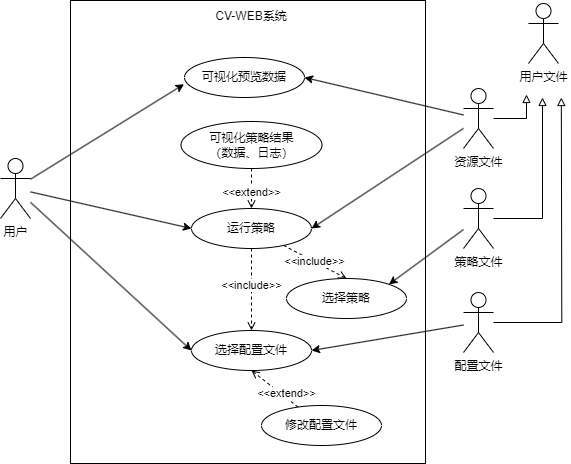 CV-WEB系统
用户文件
可视化预览数据
可视化策略结果
（数据、日志）
资源文件
<<extend>>
用户
运行策略
<<include>>
策略文件
<<include>>
选择策略
选择配置文件
配置文件
<<extend>>
修改配置文件